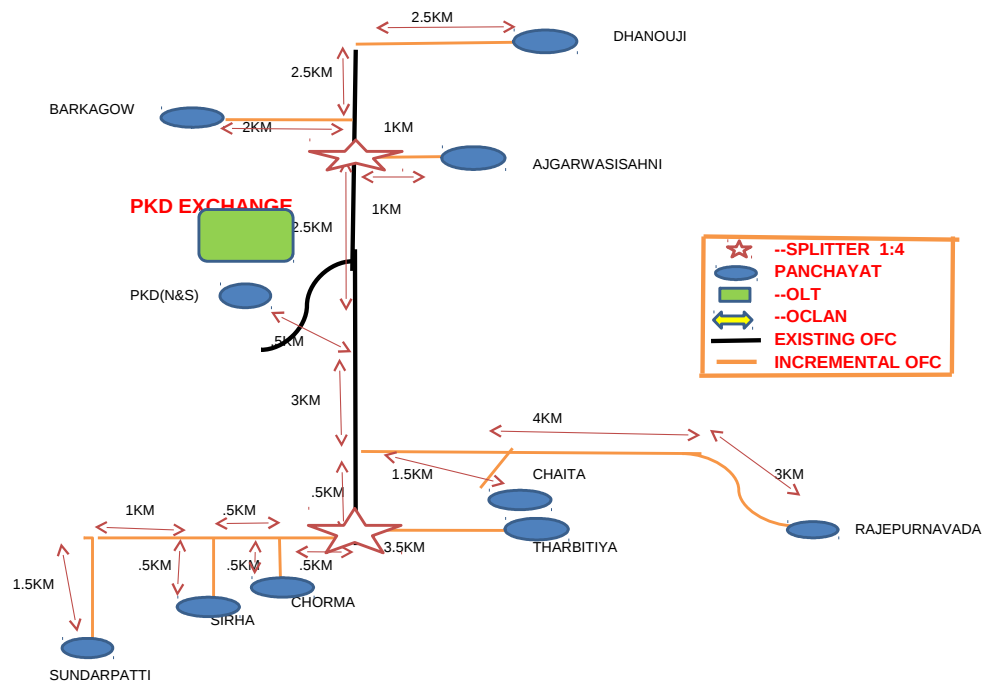 2.5KM
DHANOUJI
2.5KM
BARKAGOW
2KM
1KM
AJGARWASISAHNI
1KM
PKD EXCHANGE
2.5KM
PKD(N&S)
.5KM
--SPLITTER 1:4
PANCHAYAT
--OLT
--OCLAN
EXISTING OFC
INCREMENTAL OFC
3KM
4KM
1.5KM
CHAITA
3KM
.5KM
1KM
.5KM
RAJEPURNAVADA
3.5KM
THARBITIYA
.5KM
.5KM
.5KM
1.5KM
CHORMA
SIRHA
SUNDARPATTI